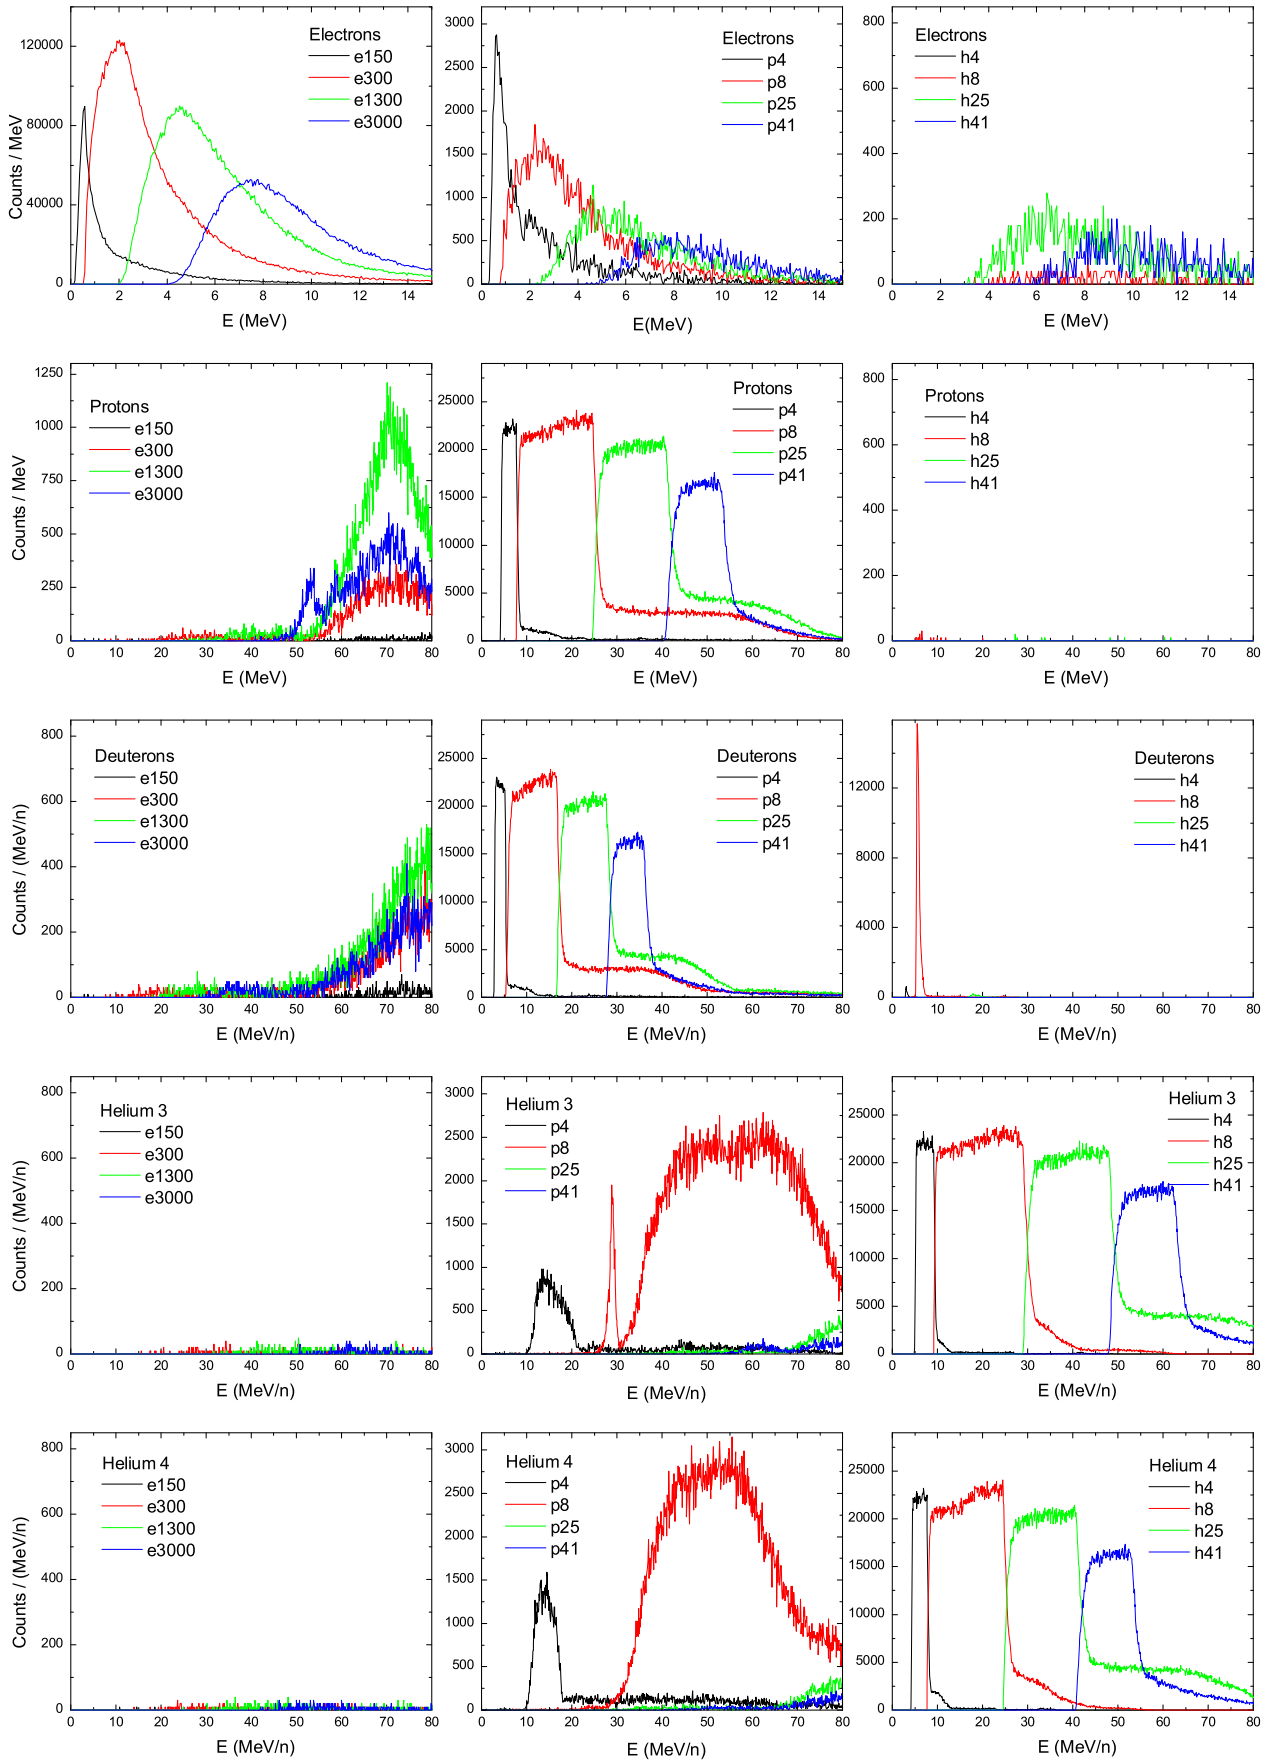 Electrons
e150
e300
e1300
e3000
Counts / MeV
120000
80000
40000
0
0 2 4 6 8 10 12 14
E (MeV)
Electrons
p4
p8
p25
p41
3000
2500
2000
1500
1000
500
0
0 2 4 6 8 10 12 14
E(MeV)
Electrons
h4
h8
h25
h41
800
600
400
200
0
0 2 4 6 8 10 12 14
E (MeV)
Protons
e150
e300
e1300
e3000
Counts / MeV
1250
1000
750
500
250
0
0 10 20 30 40 50 60 70 80
E (MeV)
Protons
p4
p8
p25
p41
25000
20000
15000
10000
5000
0
0 10 20 30 40 50 60 70 80
E (MeV)
Protons
h4
h8
h25
h41
800
600
400
200
0
0 10 20 30 40 50 60 70 80
E (MeV)
Deuterons
e150
e300
e1300
e3000
Counts / (MeV/n)
800
600
400
200
0
0 10 20 30 40 50 60 70 80
E (MeV/n)
Deuterons
p4
p8
p25
p41
25000
20000
15000
10000
5000
0
0 10 20 30 40 50 60 70 80
E (MeV/n)
Deuterons
h4
h8
h25
h41
12000
8000
4000
0
0 10 20 30 40 50 60 70 80
E (MeV/n)
Helium 3
e150
e300
e1300
e3000
Counts / (MeV/n)
800
600
400
200
0
0 10 20 30 40 50 60 70 80
E (MeV/n)
Helium 3
p4
p8
p25
p41
3000
2500
2000
1500
1000
500
0
0 10 20 30 40 50 60 70 80
E (MeV/n)
Helium 3
h4
h8
h25
h41
25000
20000
15000
10000
5000
0
0 10 20 30 40 50 60 70 80
E (MeV/n)
Helium 4
e150
e300
e1300
e3000
Counts / (MeV/n)
800
600
400
200
0
0 10 20 30 40 50 60 70 80
E (MeV/n)
Helium 4
p4
p8
p25
p41
3000
2500
2000
1500
1000
500
0
0 10 20 30 40 50 60 70 80
E (MeV/n)
Helium 4
h4
h8
h25
h41
25000
20000
15000
10000
5000
0
0 10 20 30 40 50 60 70 80
E (MeV/n)